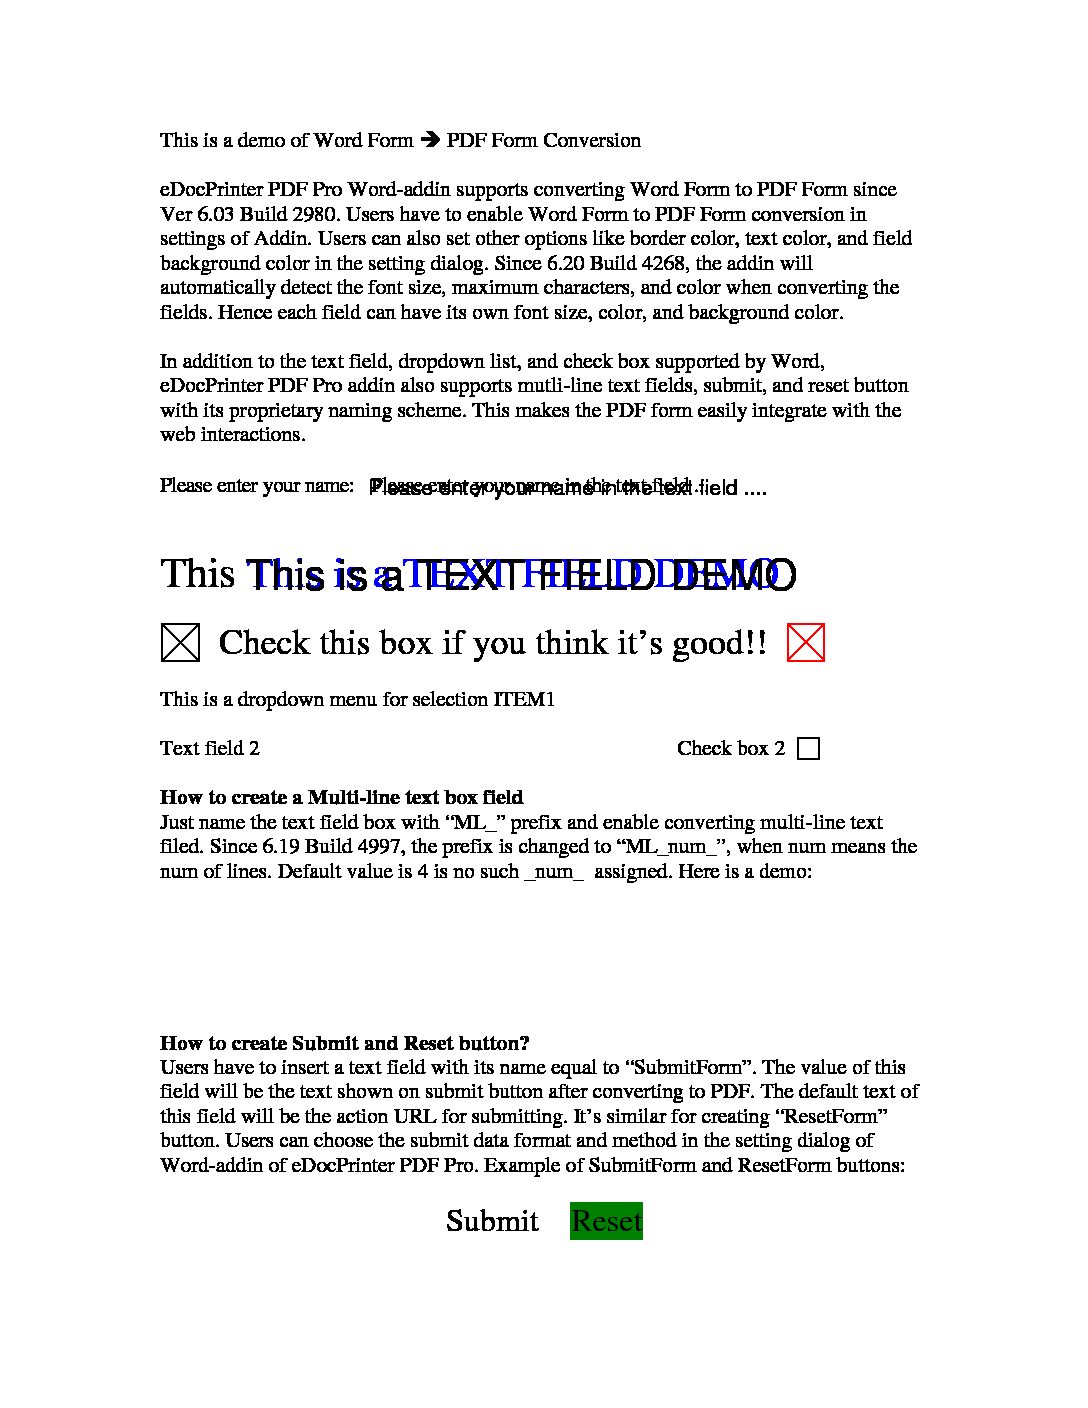 This is a demo of Word Form ➔ PDF Form Conversion
eDocPrinter PDF Pro Word-addin supports converting Word Form to PDF Form since
Ver 6.03 Build 2980. Users have to enable Word Form to PDF Form conversion in
settings of Addin. Users can also set other options like border color, text color, and field
background color in the setting dialog. Since 6.20 Build 4268, the addin will
automatically detect the font size, maximum characters, and color when converting the
fields. Hence each field can have its own font size, color, and background color.
In addition to the text field, dropdown list, and check box supported by Word,
eDocPrinter PDF Pro addin also supports mutli-line text fields, submit, and reset button
with its proprietary naming scheme. This makes the PDF form easily integrate with the
web interactions.
Please enter your name: Please enter your name in the text field ....
This This is a TEXT FIELD DEMO
Check this box if you think it’s good!!
This is a dropdown menu for selection ITEM1
Text field 2 Check box 2
How to create a Multi-line text box field
Just name the text field box with “ML_” prefix and enable converting multi-line text
filed. Since 6.19 Build 4997, the prefix is changed to “ML_num_”, when num means the
num of lines. Default value is 4 is no such _num_ assigned. Here is a demo:
How to create Submit and Reset button?
Users have to insert a text field with its name equal to “SubmitForm”. The value of this
field will be the text shown on submit button after converting to PDF. The default text of
this field will be the action URL for submitting. It’s similar for creating “ResetForm”
button. Users can choose the submit data format and method in the setting dialog of
Word-addin of eDocPrinter PDF Pro. Example of SubmitForm and ResetForm buttons:
Submit Reset